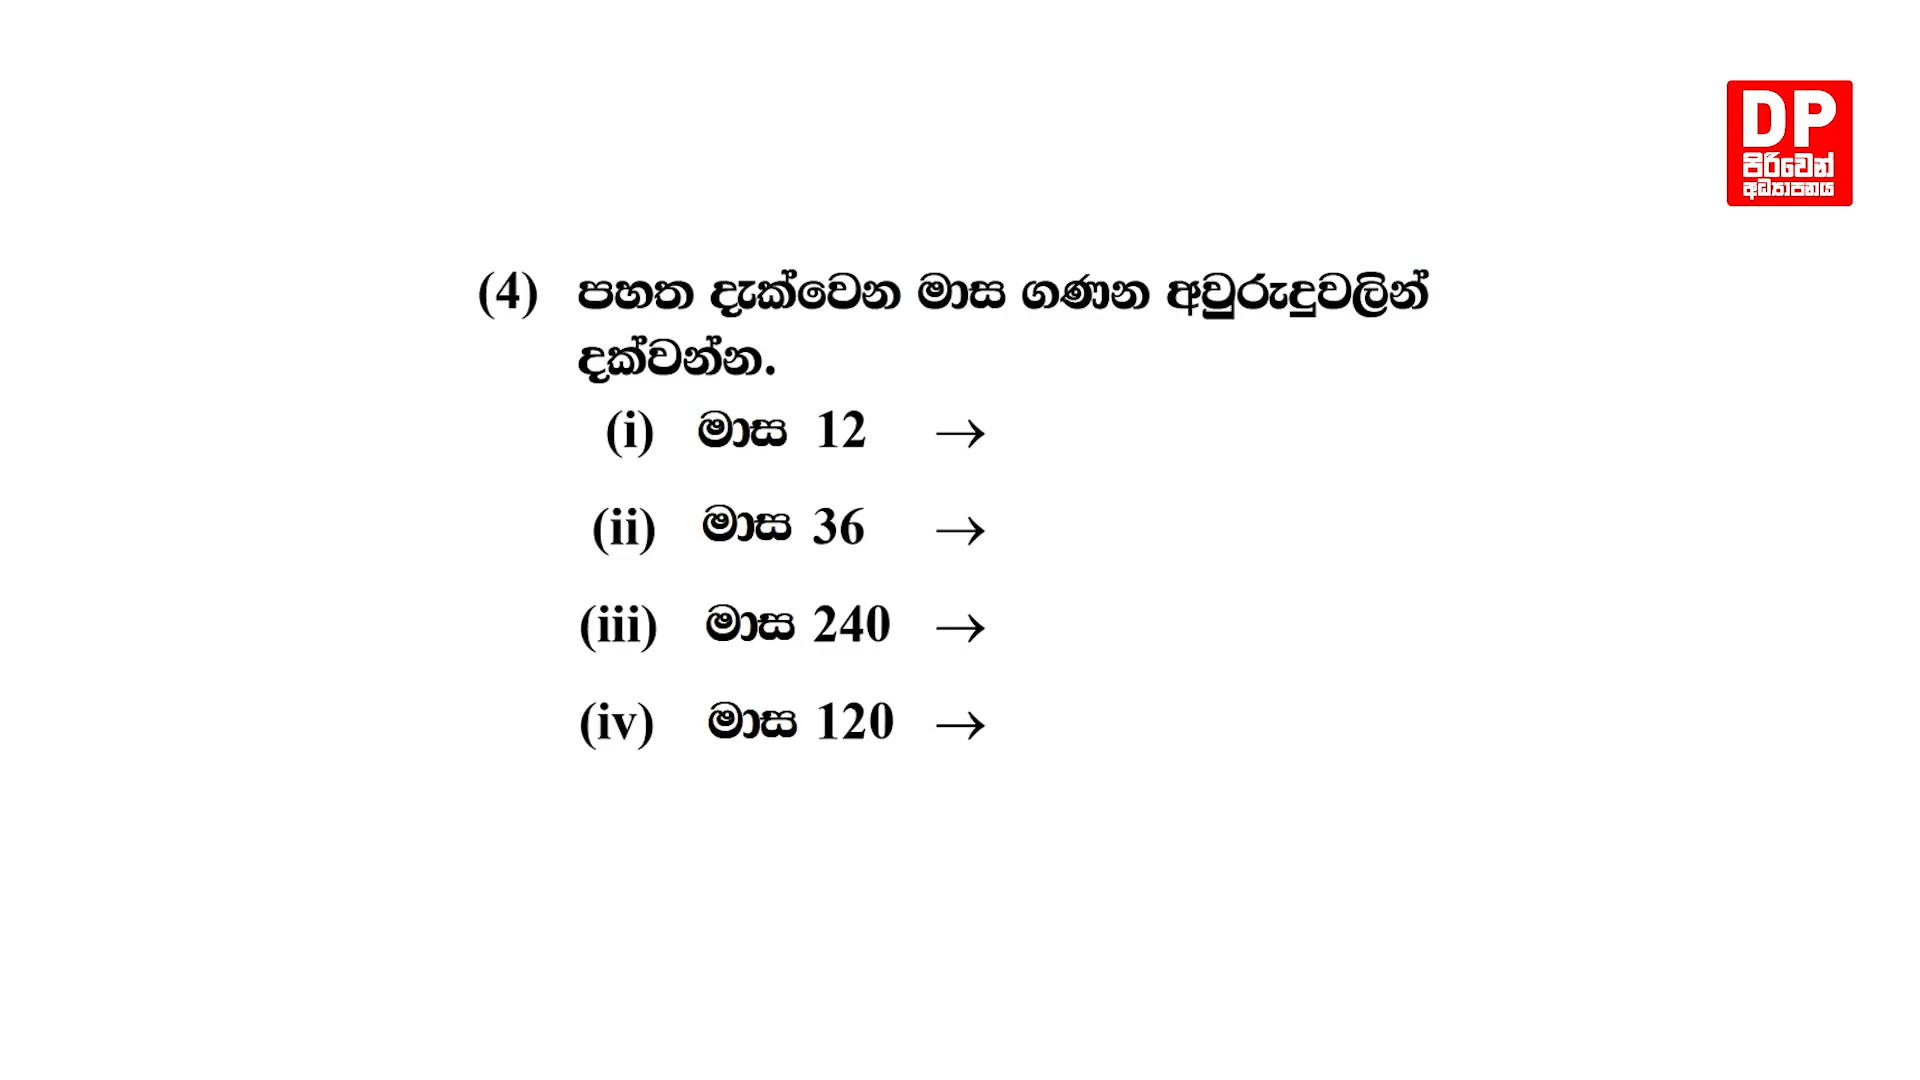 DP
පිරිවෙන්
අධ්‍යාපනය
(4) පහත දැක්වෙන මාස ගණන අවුරුදුවලින්
දක්වන්න.
(i) මාස 12 →
(ii) මාස 36 →
(iii) මාස 240 →
(iv) මාස 120 →